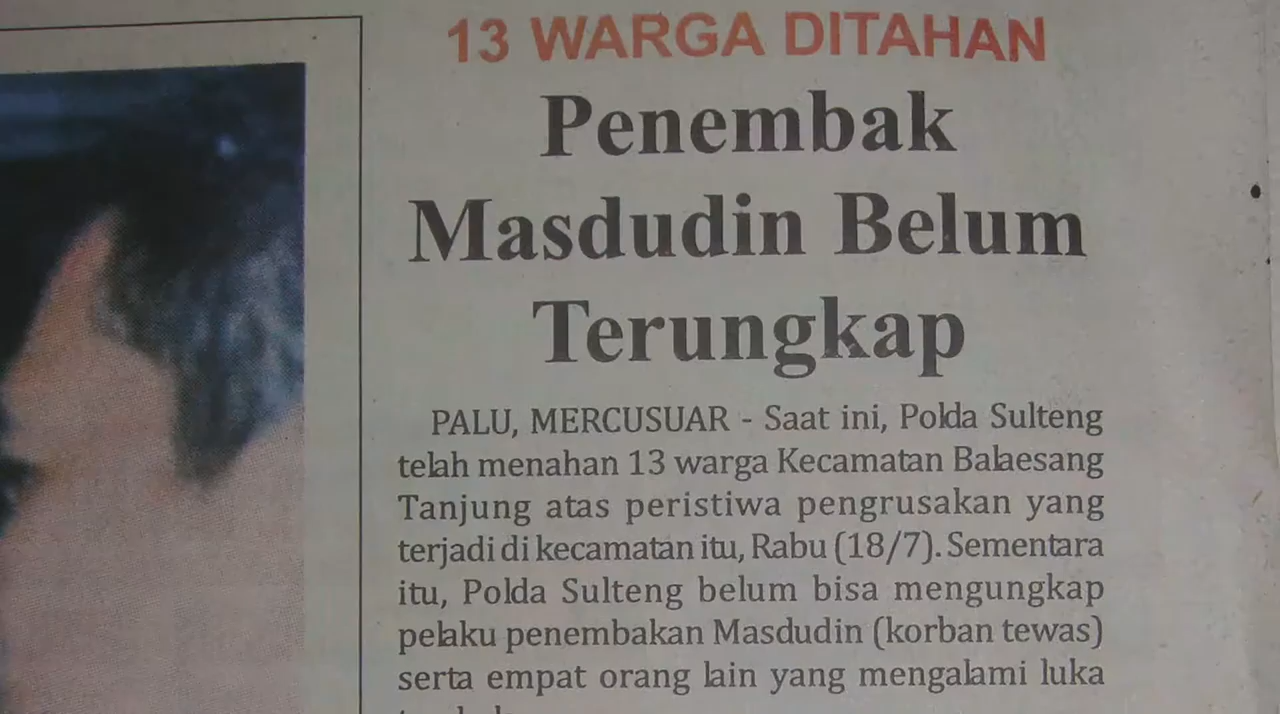 13 WARGA DITAHAN
Penembak
Masdudin Belum
Terungkap
PALU, MERCUSUAR - Saat ini, Polda Sulteng
telah menahan 13 warga Kecamatan Balaesang
Tanjung atas peristiwa pengrusakan yang
terjadi di kecamatan itu, Rabu (18/7). Sementara
itu, Polda Sulteng belum bisa mengungkap
pelaku penembakan Masdudin (korban tewas)
serta empat orang lain yang mengalami luka